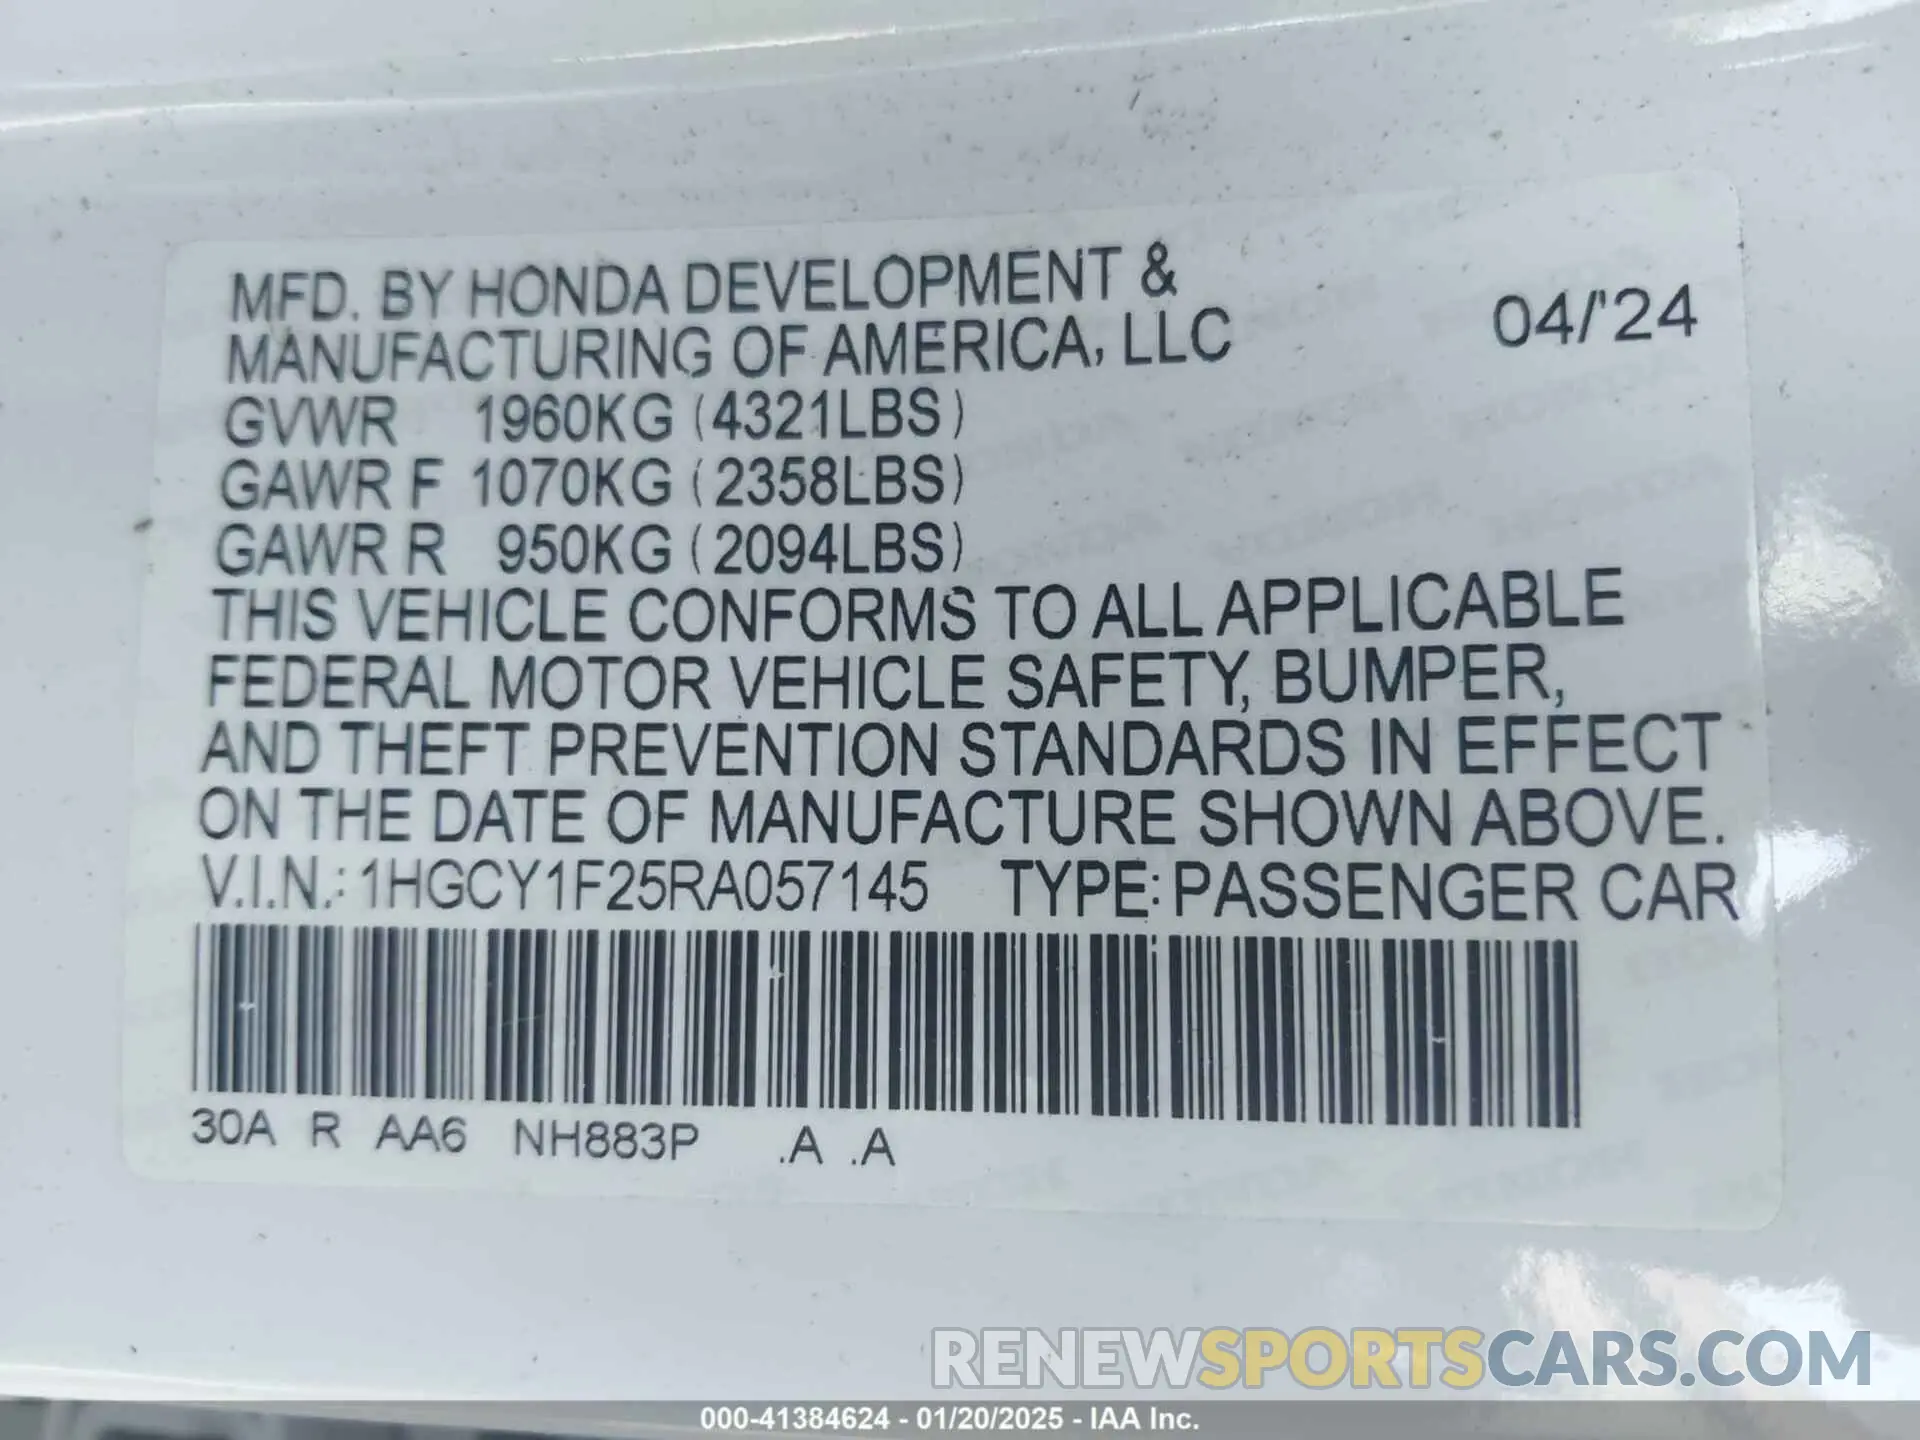 MFD. BY HONDA DEVELOPMENT &
MANUFACTURING OF AMERICA, LLC 04/'24
GVWR 1960KG (4321LBS)
GAWR F 1070KG (2358LBS)
GAWR R 950KG (2094LBS)
THIS VEHICLE CONFORMS TO ALL APPLICABLE
FEDERAL MOTOR VEHICLE SAFETY, BUMPER,
AND THEFT PREVENTION STANDARDS IN EFFECT
ON THE DATE OF MANUFACTURE SHOWN ABOVE.
V.I.N.: 1HGCY1F25RA057145 TYPE: PASSENGER CAR
30A R AA6 NH883P .A .A
RENEWSPORTSCARS.COM
000-41384624 - 01/20/2025 - IAA Inc.